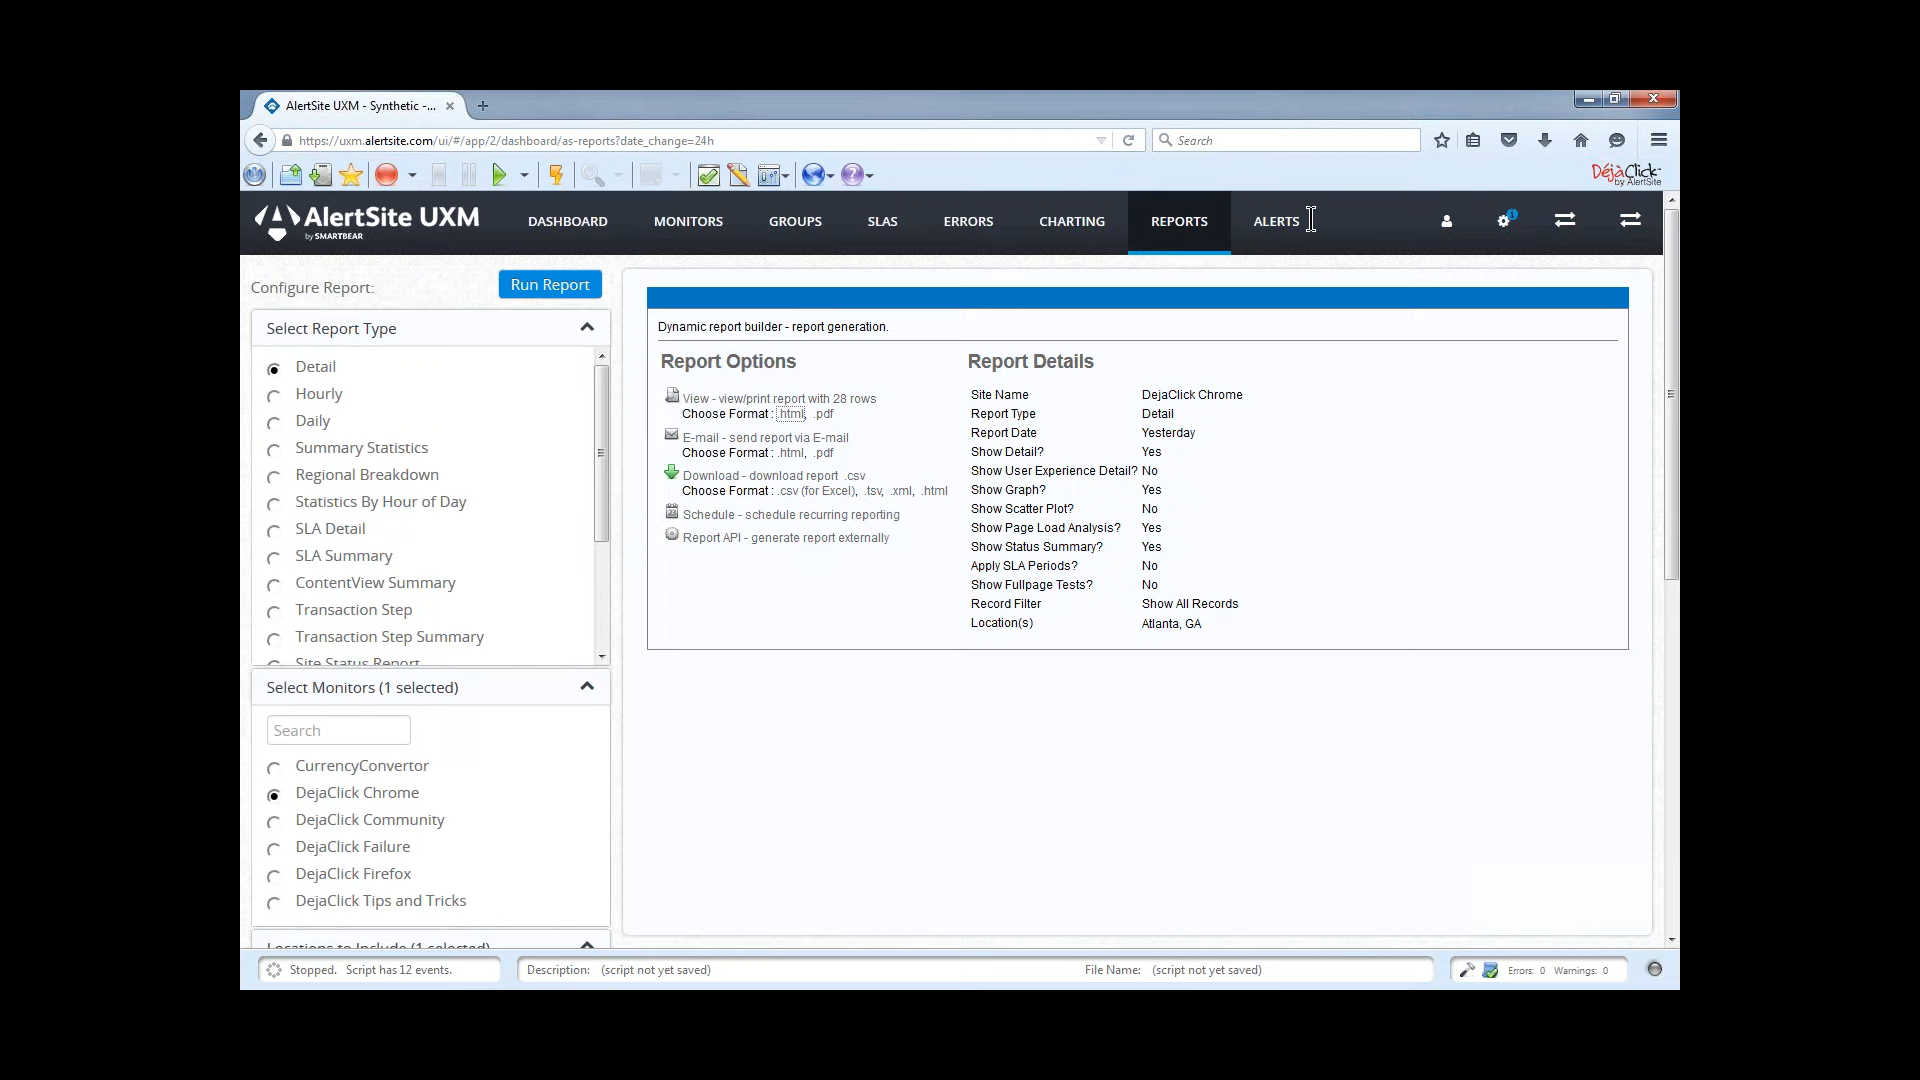 AlertSite UXM - Synthetic -...
https://uxm.alertsite.com/ui/#/app/2/dashboard/as-reports?date_change=24h
Search
DéjàClick
by AlertSite
AlertSite UXM
by SMARTBEAR
DASHBOARD
MONITORS
GROUPS
SLAS
ERRORS
CHARTING
REPORTS
ALERTS
1
Configure Report:
Run Report
Select Report Type
Detail
Hourly
Daily
Summary Statistics
Regional Breakdown
Statistics By Hour of Day
SLA Detail
SLA Summary
ContentView Summary
Transaction Step
Transaction Step Summary
Site Status Report
Select Monitors (1 selected)
Search
CurrencyConvertor
DejaClick Chrome
DejaClick Community
DejaClick Failure
DejaClick Firefox
DejaClick Tips and Tricks
Locations to Include (1 selected)
Dynamic report builder - report generation.
Report Options
View - view/print report with 28 rows
Choose Format : .html, .pdf
E-mail - send report via E-mail
Choose Format : .html, .pdf
Download - download report .csv
Choose Format : .csv (for Excel), .tsv, .xml, .html
Schedule - schedule recurring reporting
Report API - generate report externally
Report Details
Site Name DejaClick Chrome
Report Type Detail
Report Date Yesterday
Show Detail? Yes
Show User Experience Detail? No
Show Graph? Yes
Show Scatter Plot? No
Show Page Load Analysis? Yes
Show Status Summary? Yes
Apply SLA Periods? No
Show Fullpage Tests? No
Record Filter Show All Records
Location(s) Atlanta, GA
Stopped. Script has 12 events.
Description: (script not yet saved)
File Name: (script not yet saved)
Errors: 0 Warnings: 0